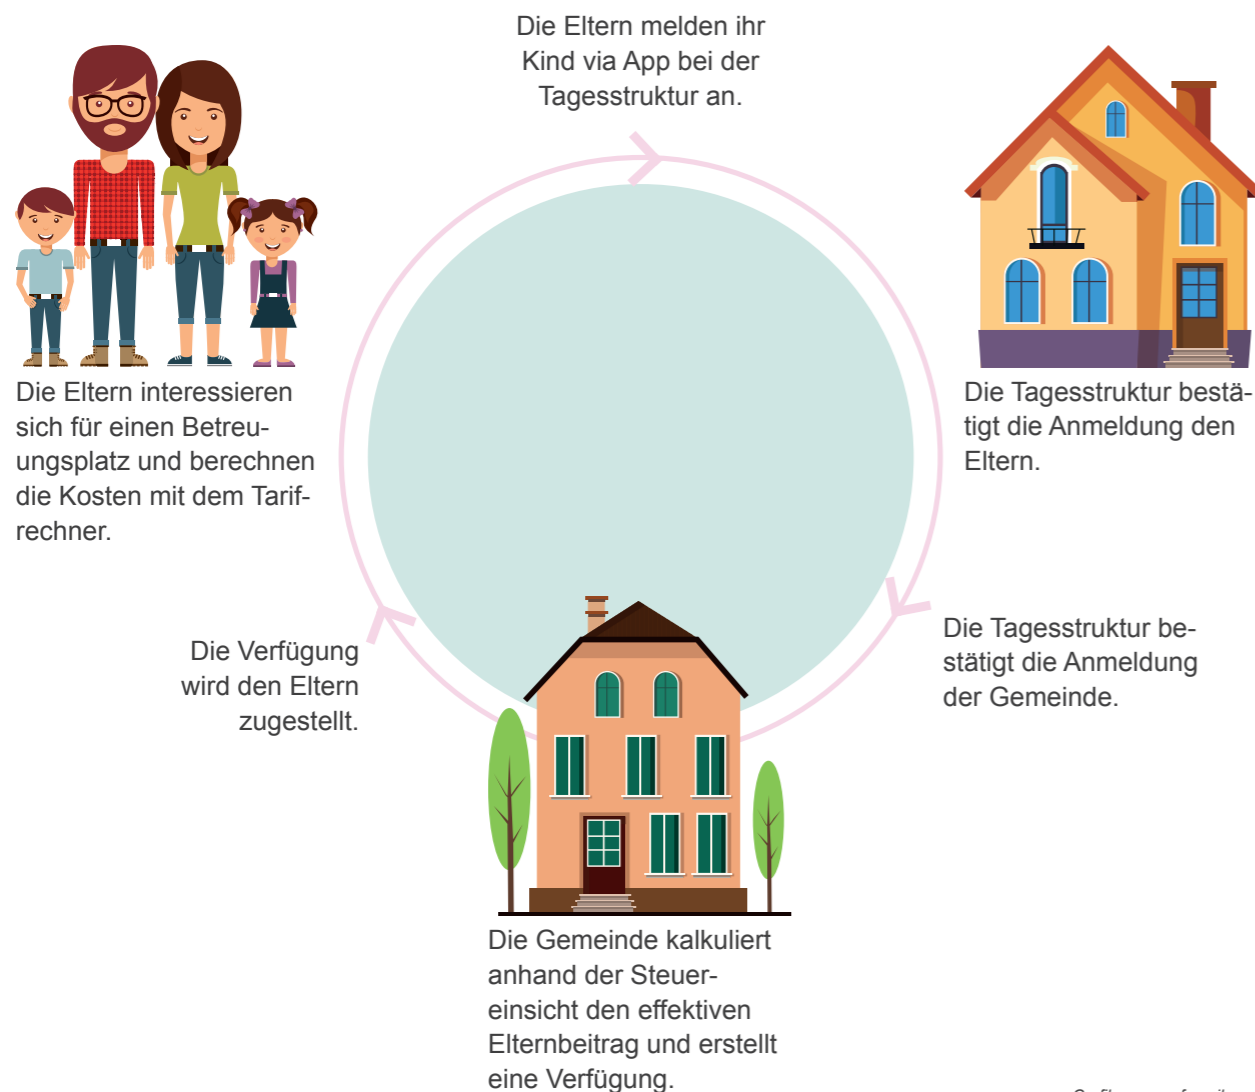 Die Eltern melden ihr
Kind via App bei der
Tagesstruktur an.
Die Eltern interessieren
sich für einen Betreu-
ungsplatz und berechnen
die Kosten mit dem Tarif-
rechner.
Die Tagesstruktur bestä-
tigt die Anmeldung den
Eltern.
Die Tagesstruktur be-
stätigt die Anmeldung
der Gemeinde.
Die Verfügung
wird den Eltern
zugestellt.
Die Gemeinde kalkuliert
anhand der Steuer-
einsicht den effektiven
Elternbeitrag und erstellt
eine Verfügung.